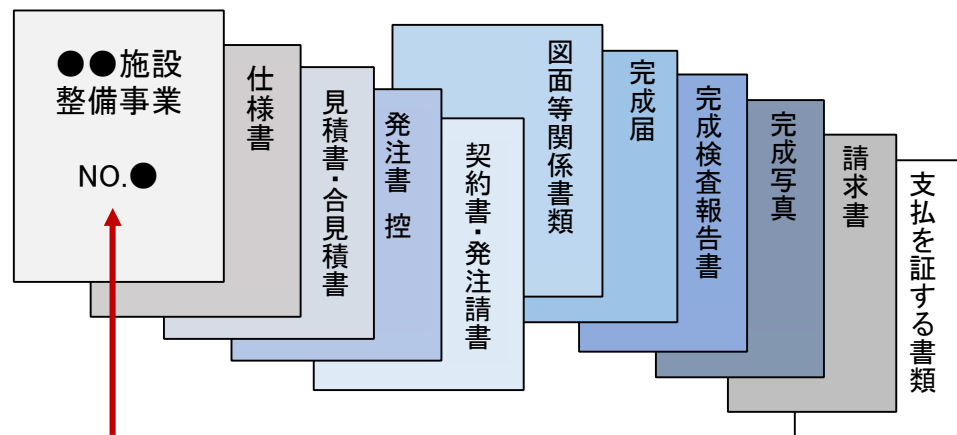 ●●施設
整備事業
NO.●
仕様書
見積書・合見積書
発注書 控
契約書・発注請書
図面等関係書類
完成届
完成検査報告書
完成写真
請求書
支払を証する書類